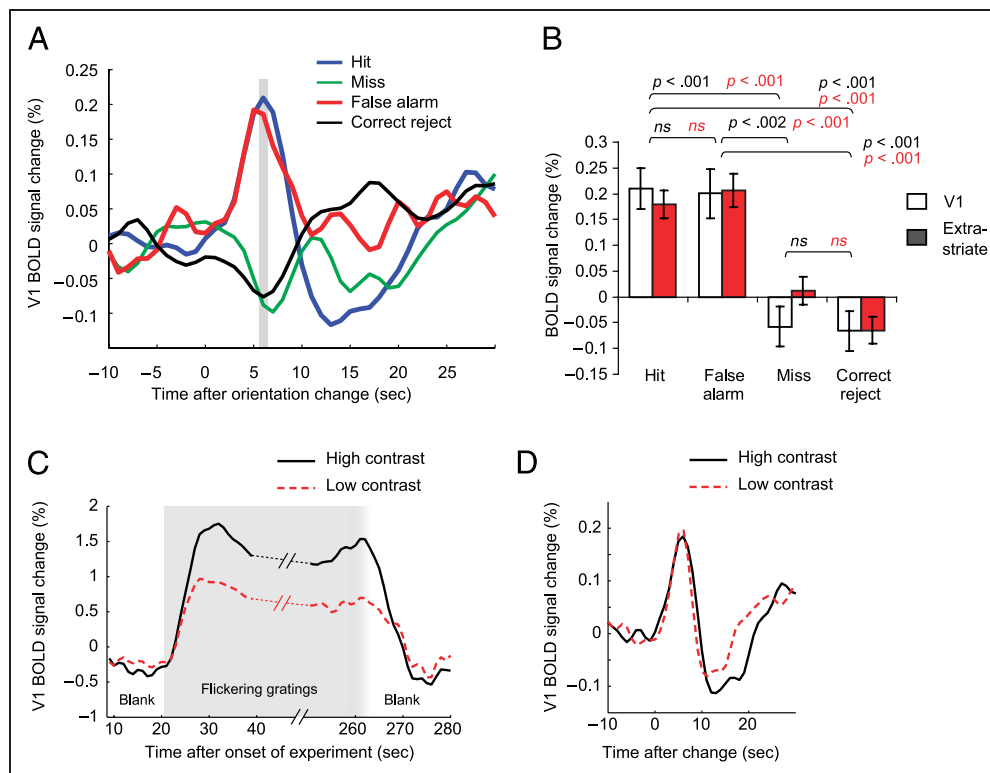 A
Hit
Miss
False alarm
Correct reject
V1 BOLD signal change (%)
0.25
0.2
0.15
0.1
0.05
0
−0.05
−0.1
−10 −5 0 5 10 15 20 25
Time after orientation change (sec)
B
p < .001 p < .001 p < .001
p < .001
ns ns p < .002 p < .001
p < .001
p < .001
ns ns
BOLD signal change (%)
0.30
0.25
0.20
0.15
0.10
0.05
0
−0.05
−0.1
−0.15
V1
Extra-
striate
Hit False Miss Correct
alarm reject
C
High contrast
Low contrast
V1 BOLD signal change (%)
2
1.5
1
0.5
0
−0.5
−1
Blank Flickering gratings Blank
10 20 30 40 260 270 280
Time after onset of experiment (sec)
D
High contrast
Low contrast
V1 BOLD signal change (%)
0.2
0.1
0
−0.1
−10 0 10 20
Time after change (sec)